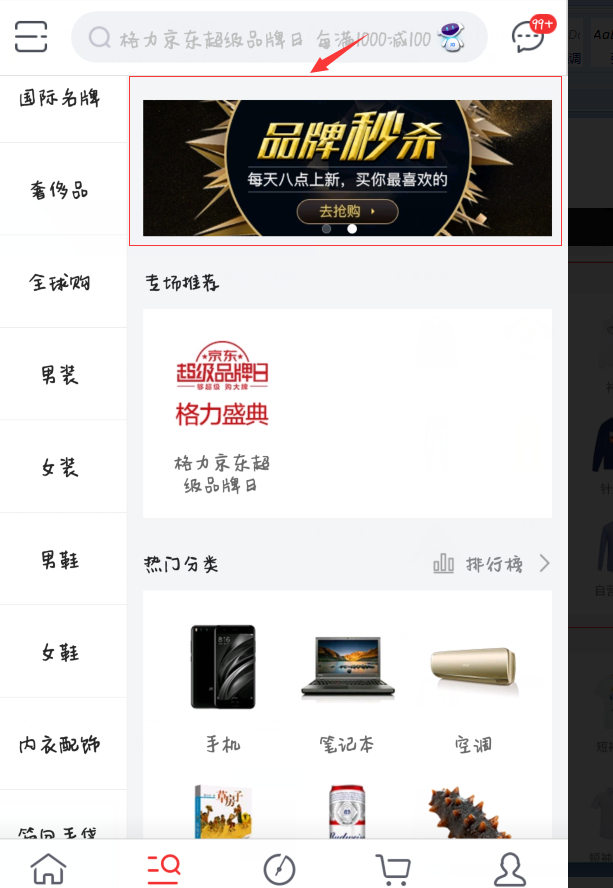 格力京东超级品牌日 每满1000减100
99+
国际名牌
奢侈品
全球购
男装
女装
男鞋
女鞋
内衣配饰
品牌秒杀
每天八点上新，买你最喜欢的
去抢购
专场推荐
京东
超级品牌日
够超级 购大牌
格力盛典
格力京东超
级品牌日
热门分类
排行榜
手机
笔记本
空调
草房子
Budweiser